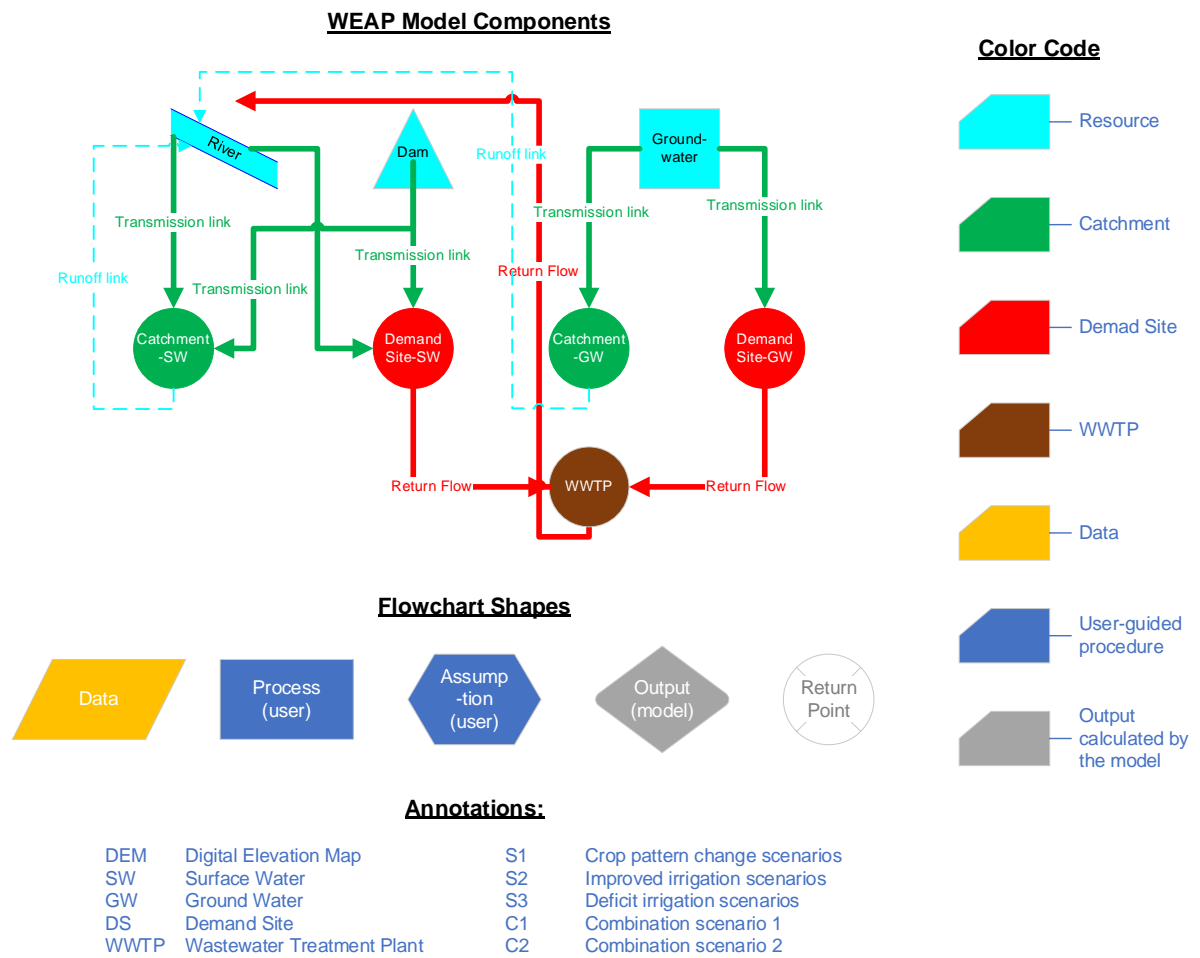 WEAP Model Components
River
Dam
Runoff link
Ground-
water
Transmission link
Transmission link
Transmission link
Transmission link
Runoff link
Return Flow
Transmission link
Catchment
-SW
Demand
Site-SW
Catchment
-GW
Demand
Site-GW
Return Flow
WWTP
Return Flow
Color Code
Resource
Catchment
Demad Site
WWTP
Data
User-guided
procedure
Output
calculated by
the model
Flowchart Shapes
Data
Process
(user)
Assump
-tion
(user)
Output
(model)
Return
Point
Annotations:
DEM Digital Elevation Map
SW Surface Water
GW Ground Water
DS Demand Site
WWTP Wastewater Treatment Plant
S1 Crop pattern change scenarios
S2 Improved irrigation scenarios
S3 Deficit irrigation scenarios
C1 Combination scenario 1
C2 Combination scenario 2